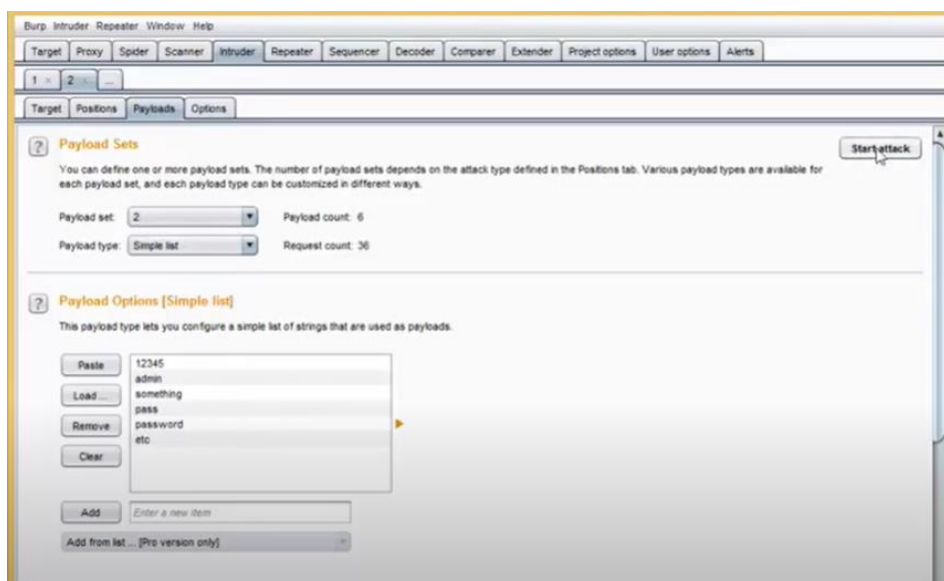 Burp Intruder Repeater Window Help
Target Proxy Spider Scanner Intruder Repeater Sequencer Decoder Comparer Extender Project options User options Alerts
1 × 2 × ...
Target Positions Payloads Options
? Payload Sets
Start attack
You can define one or more payload sets. The number of payload sets depends on the attack type defined in the Positions tab. Various payload types are available for
each payload set, and each payload type can be customized in different ways.
Payload set: 2 Payload count: 6
Payload type: Simple list Request count: 36
? Payload Options [Simple list]
This payload type lets you configure a simple list of strings that are used as payloads.
Paste
Load ...
Remove
Clear
12345
admin
something
pass
password
etc
Add Enter a new item
Add from list ... [Pro version only]